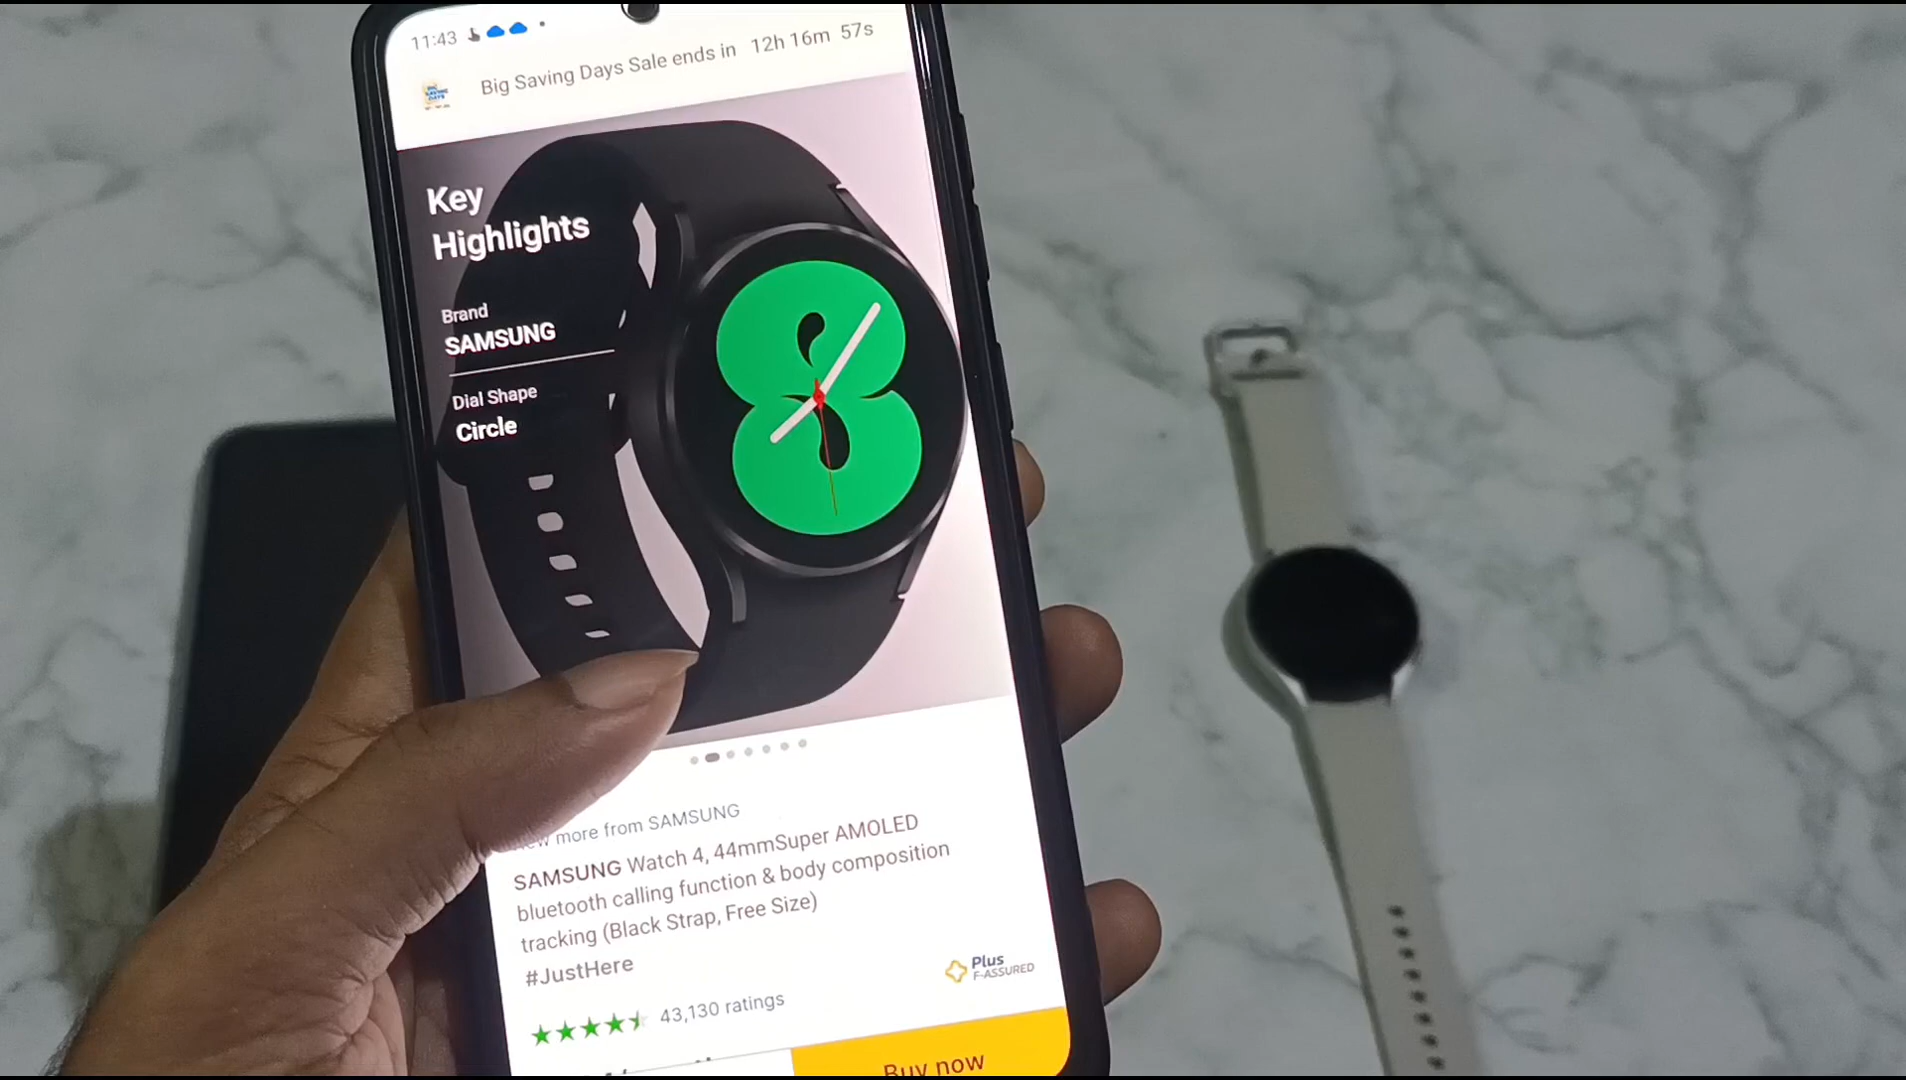 11:43
Big Saving Days Sale ends in 12h 16m 57s
Key
Highlights
Brand
SAMSUNG
Dial Shape
Circle
8
more from SAMSUNG
SAMSUNG Watch 4, 44mmSuper AMOLED
bluetooth calling function & body composition
tracking (Black Strap, Free Size)
#JustHere
Plus
F-ASSURED
43,130 ratings
Buy now